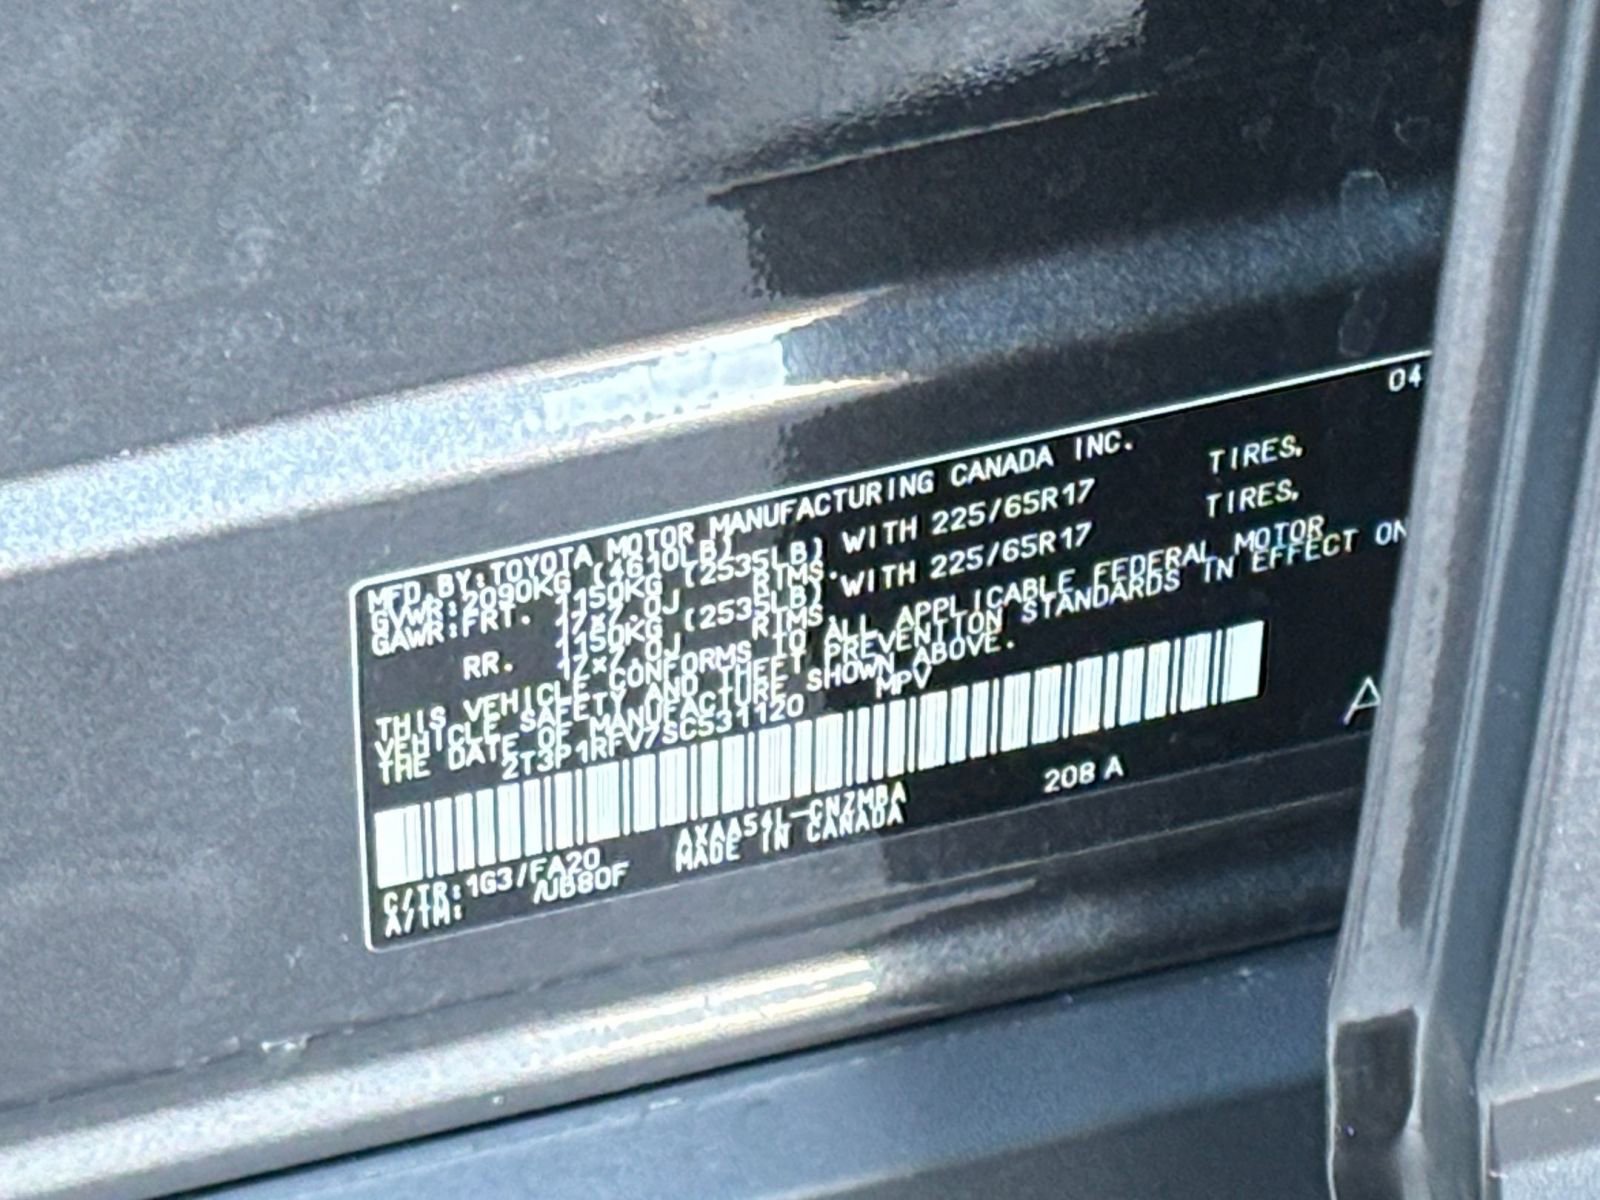 04
MFD. BY: TOYOTA MOTOR MANUFACTURING CANADA INC.
GVWR: 2090KG (4610LB)
GAWR: FRT. 1150KG (2535LB) WITH 225/65R17 TIRES,
17x7.0J RIMS.
RR. 1150KG (2535LB) WITH 225/65R17 TIRES,
17x7.0J RIMS.
THIS VEHICLE CONFORMS TO ALL APPLICABLE FEDERAL MOTOR
VEHICLE SAFETY AND THEFT PREVENTION STANDARDS IN EFFECT ON
THE DATE OF MANUFACTURE SHOWN ABOVE.
2T3P1RFV7SC531120 MPV
A
C/TR: 1G3/FA20 AXAA54L-CNZMBA 208 A
A/TM: /UB80F MADE IN CANADA